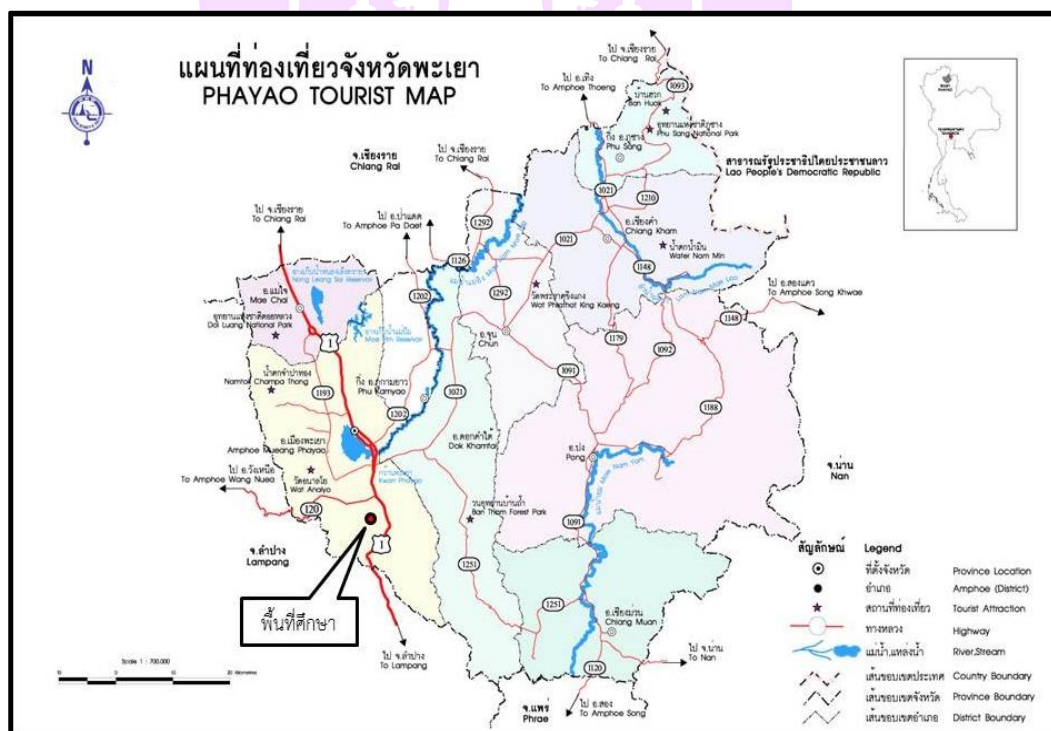 N
แผนที่ท่องเที่ยวจังหวัดพะเยา
PHAYAO TOURIST MAP
ไป จ.เชียงราย
To Chiang Rai
1093
ไป อ.เทิง
To Amphoe Thoeng
บ้านฮวก
Ban Huak
อุทยานแห่งชาติภูซาง
Phu Sang National Park
กิ่ง อ.ภูซาง
Phu Sang
สาธารณรัฐประชาธิปไตยประชาชนลาว
Lao People's Democratic Republic
จ.เชียงราย
Chiang Rai
ไป จ.เชียงราย
To Chiang Rai
1021
1210
ไป จ.เชียงราย
To Chiang Rai
ไป อ.ป่าแดด
To Amphoe Pa Daet
1292
อ.เชียงคำ
Chiang Kham
1021
น้ำตกน้ำมิน
Water Nam Min
1126
1148
1202
1292
วัดพระธาตุขิงแกง
Wat Phrathat King Kaeng
อ.แม่ใจ
Mae Chai
Nong Leang Sai Reservoir
อุทยานแห่งชาติดอยหลวง
Doi Luang National Park
ไป อ.สองแคว
To Amphoe Song Khwae
1148
1
อ.จุน
Chun
1179
1092
น้ำตกจำปาทอง
Namtok Champa Thong
กิ่ง อ.ภูกามยาว
Phu Kamyao
1091
1193
1021
1202
1188
อ.เมืองพะเยา
Amphoe Mueang Phayao
อ.ดอกคำใต้
Dok Khamtai
อ.ปง
Pong
จ.น่าน
Nan
กว๊านพะเยา
Kwan Phayao
ไป อ.วังเหนือ
To Amphoe Wang Nuea
วัดอนาลโย
Wat Analyo
แม่น้ำยม
Mae Nam Yom
120
วนอุทยานบ้านถ้ำ
Ban Tham Forest Park
1091
1
จ.ลำปาง
Lampang
1251
พื้นที่ศึกษา
1251
อ.เชียงม่วน
Chiang Muan
ไป จ.ลำปาง
To Lampang
ไป จ.น่าน
To Nan
1120
จ.แพร่
Phrae
ไป อ.สอง
To Amphoe Song
Scale 1 : 700,000
10 0 10 20 Kilometres
สัญลักษณ์ Legend
ที่ตั้งจังหวัด Province Location
อำเภอ Amphoe (District)
สถานที่ท่องเที่ยว Tourist Attraction
ทางหลวง Highway
แม่น้ำ,แหล่งน้ำ River,Stream
เส้นขอบเขตประเทศ Country Boundary
เส้นขอบเขตจังหวัด Province Boundary
เส้นขอบเขตอำเภอ District Boundary